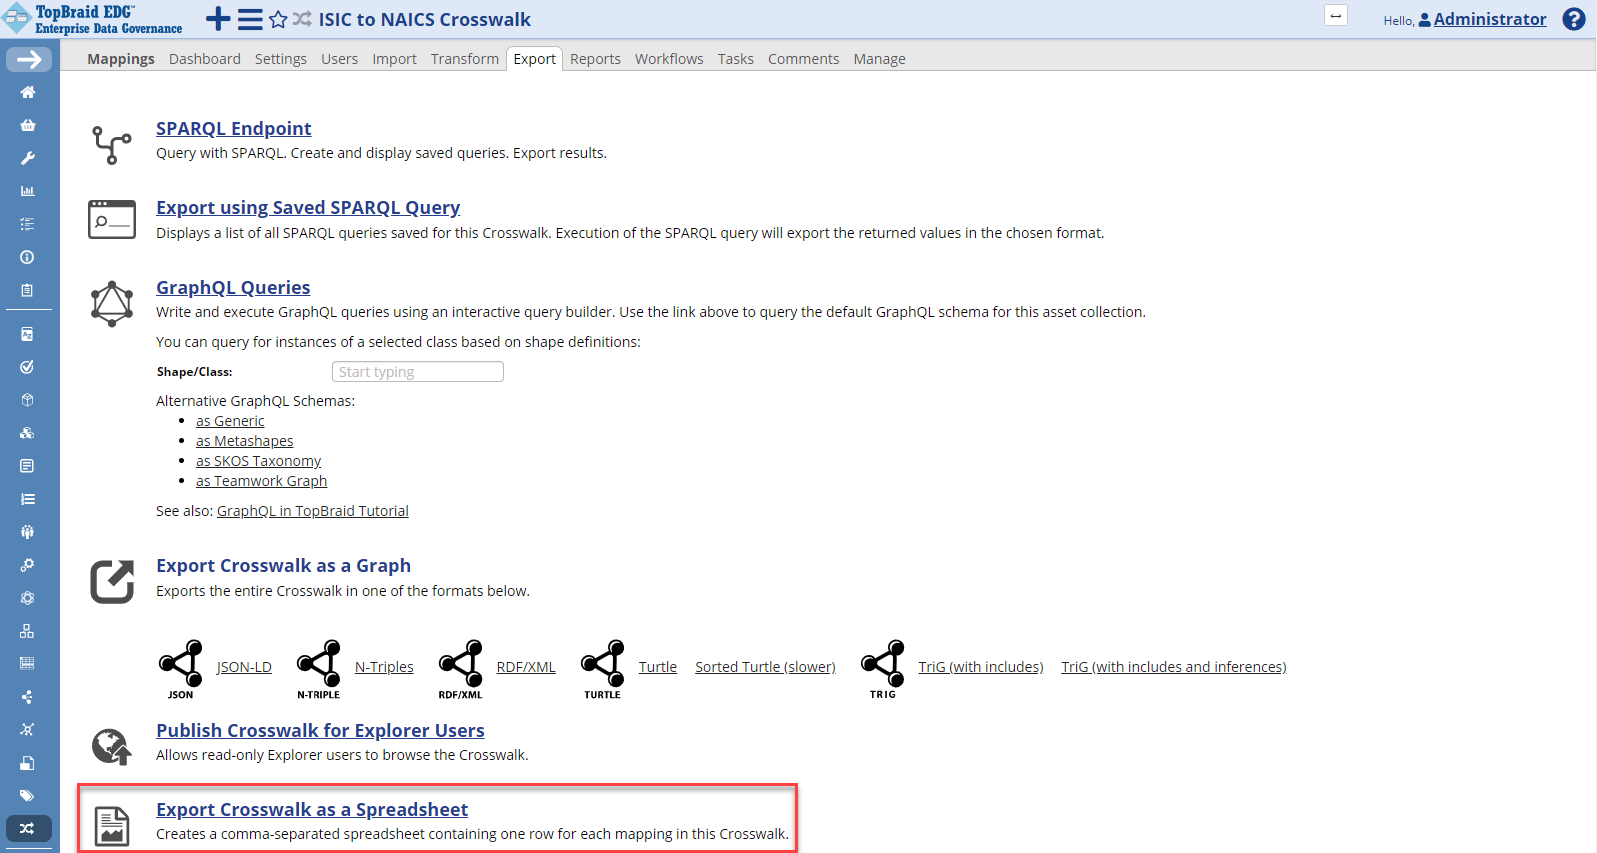 TopBraid EDG™
Enterprise Data Governance
ISIC to NAICS Crosswalk
Hello, Administrator
Mappings Dashboard Settings Users Import Transform Export Reports Workflows Tasks Comments Manage
SPARQL Endpoint
Query with SPARQL. Create and display saved queries. Export results.
Export using Saved SPARQL Query
Displays a list of all SPARQL queries saved for this Crosswalk. Execution of the SPARQL query will export the returned values in the chosen format.
GraphQL Queries
Write and execute GraphQL queries using an interactive query builder. Use the link above to query the default GraphQL schema for this asset collection.
You can query for instances of a selected class based on shape definitions:
Shape/Class: Start typing
Alternative GraphQL Schemas:
as Generic
as Metashapes
as SKOS Taxonomy
as Teamwork Graph
See also: GraphQL in TopBraid Tutorial
Export Crosswalk as a Graph
Exports the entire Crosswalk in one of the formats below.
JSON-LD N-Triples RDF/XML Turtle Sorted Turtle (slower) TriG (with includes) TriG (with includes and inferences)
JSON N-TRIPLE RDF/XML TURTLE TRIG
Publish Crosswalk for Explorer Users
Allows read-only Explorer users to browse the Crosswalk.
Export Crosswalk as a Spreadsheet
Creates a comma-separated spreadsheet containing one row for each mapping in this Crosswalk.